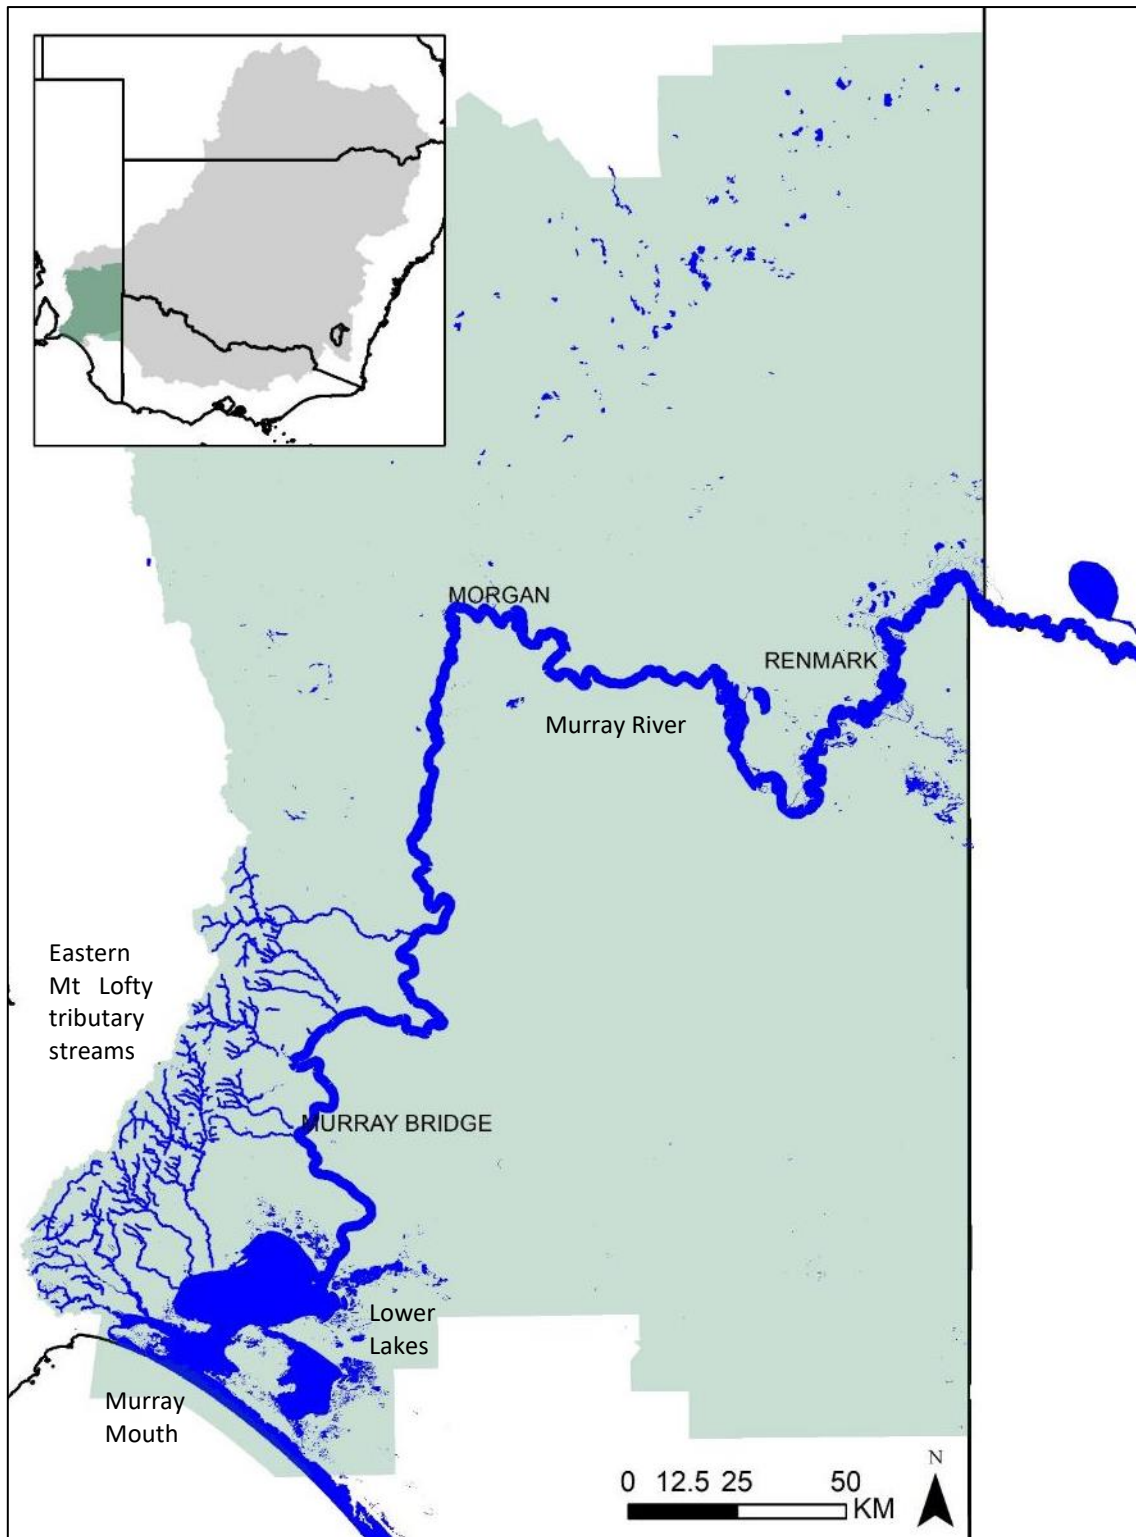 MORGAN
RENMARK
Murray River
Eastern
Mt Lofty
tributary
streams
MURRAY BRIDGE
Lower
Lakes
Murray
Mouth
N
0 12.5 25 50
KM